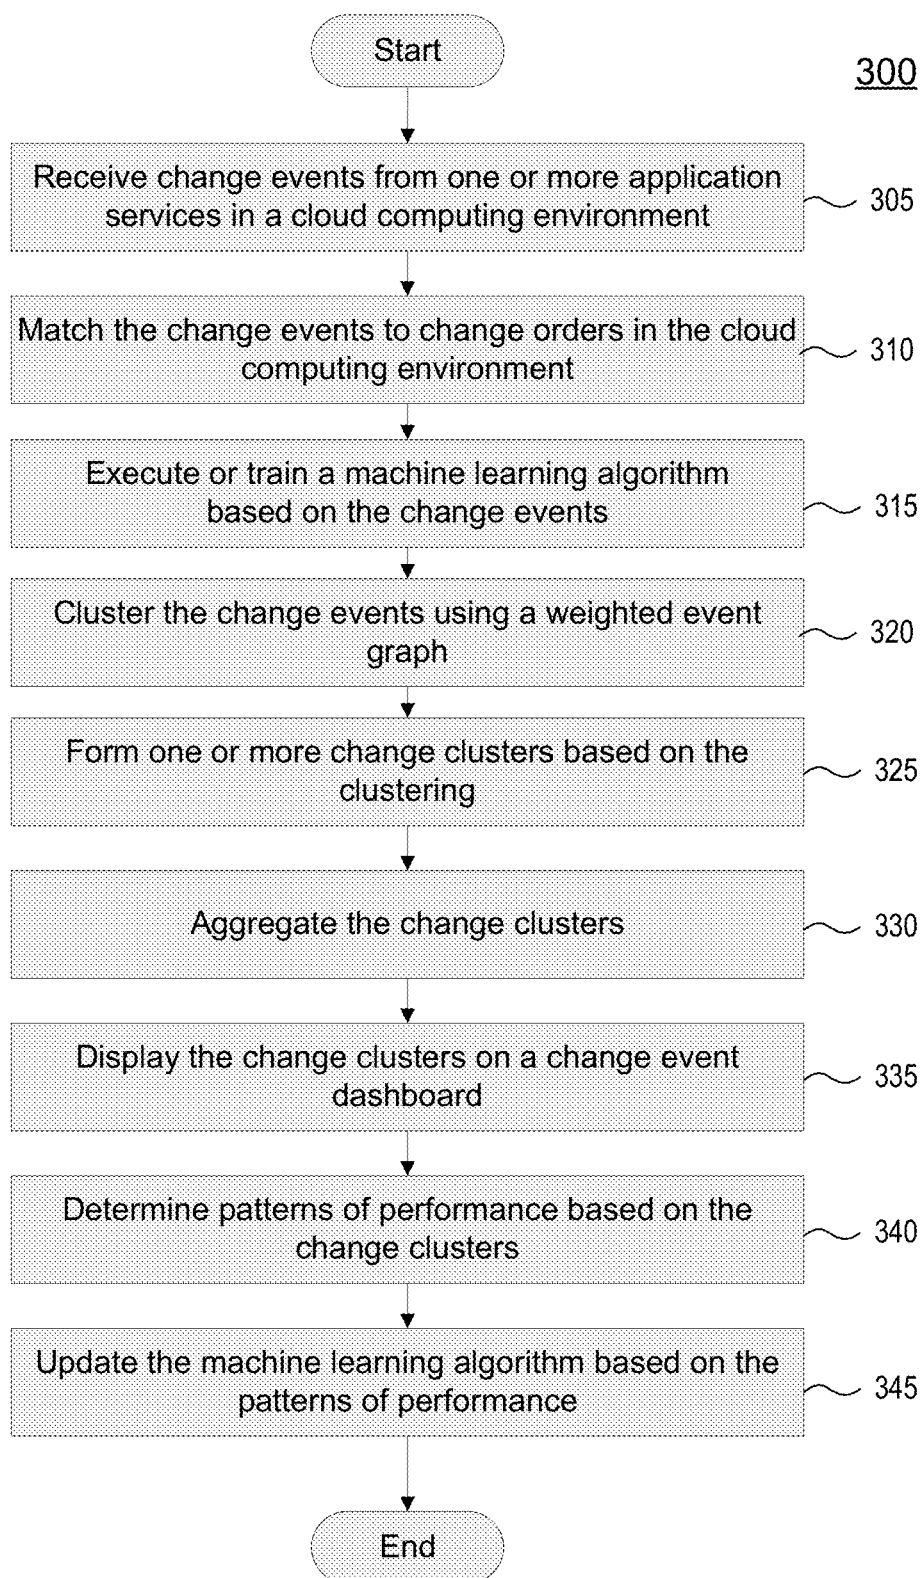 Start
300
Receive change events from one or more application
services in a cloud computing environment
305
Match the change events to change orders in the cloud
computing environment
310
Execute or train a machine learning algorithm
based on the change events
315
Cluster the change events using a weighted event
graph
320
Form one or more change clusters based on the
clustering
325
Aggregate the change clusters
330
Display the change clusters on a change event
dashboard
335
Determine patterns of performance based on the
change clusters
340
Update the machine learning algorithm based on the
patterns of performance
345
End